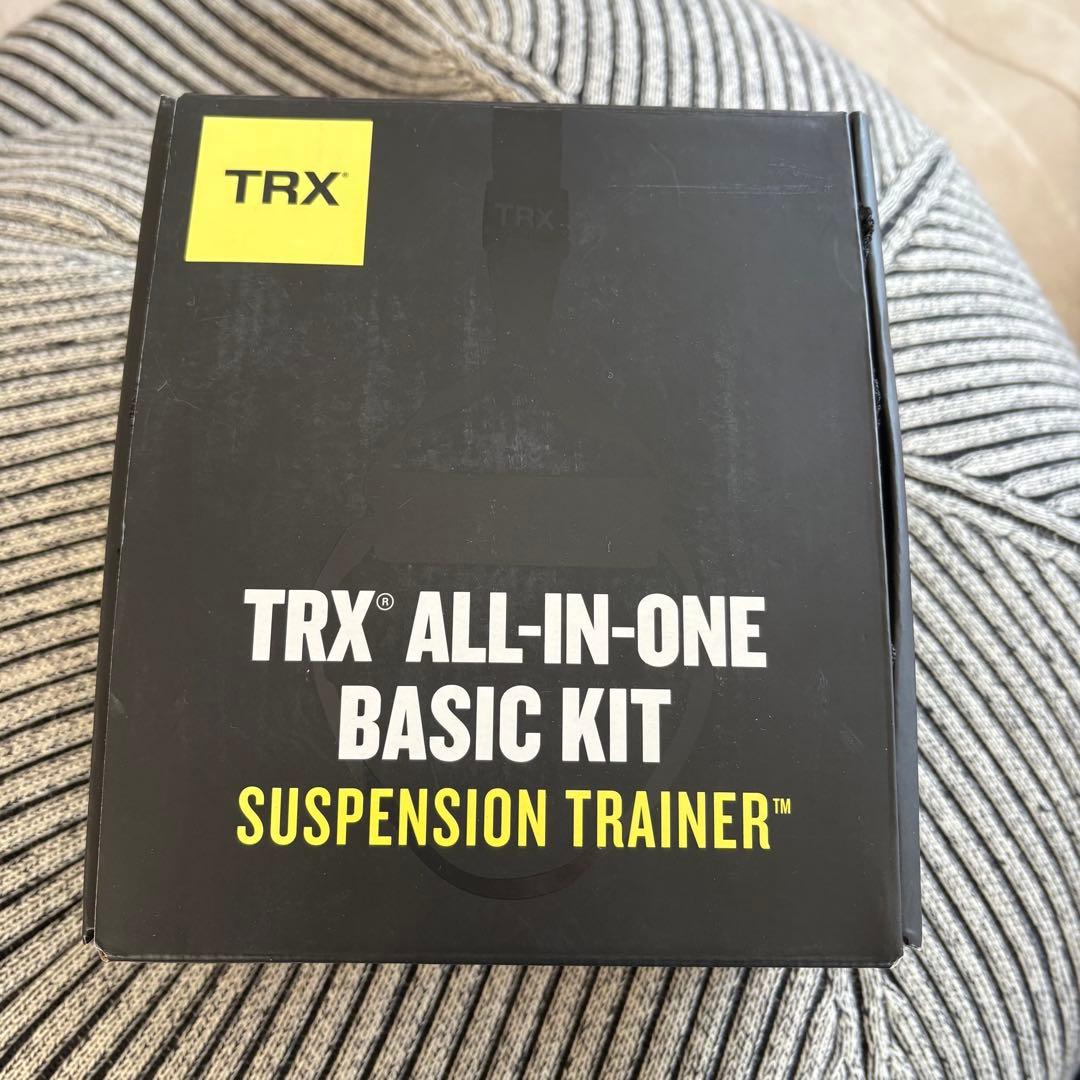 TRX®
TRX
TRX® ALL-IN-ONE
BASIC KIT
SUSPENSION TRAINER™